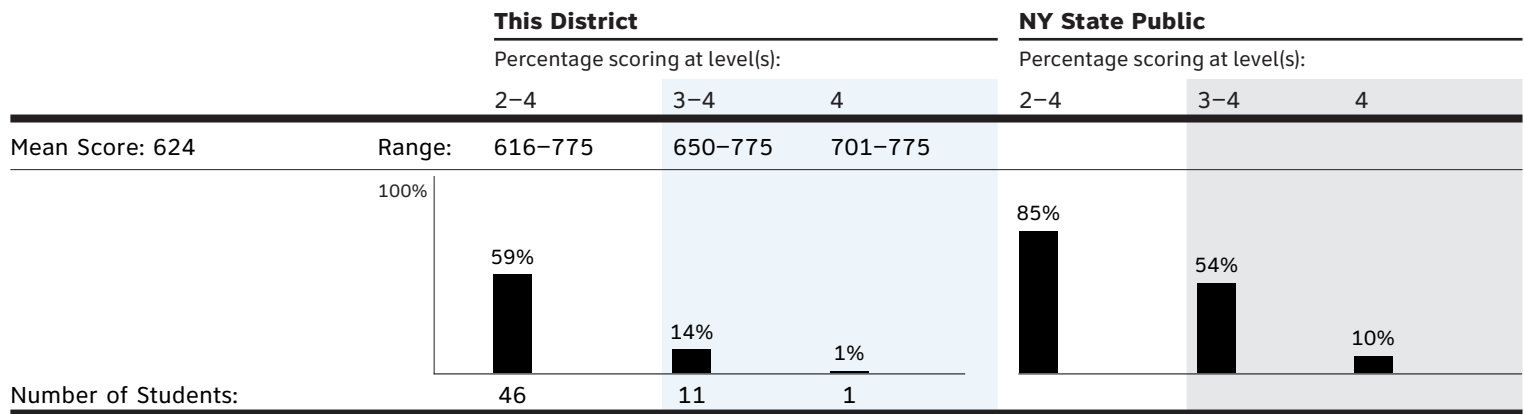 This District NY State Public
Percentage scoring at level(s): Percentage scoring at level(s):
2–4 3–4 4 2–4 3–4 4
Mean Score: 624 Range: 616–775 650–775 701–775
100%
85%
59% 54%
14% 1% 10%
Number of Students: 46 11 1